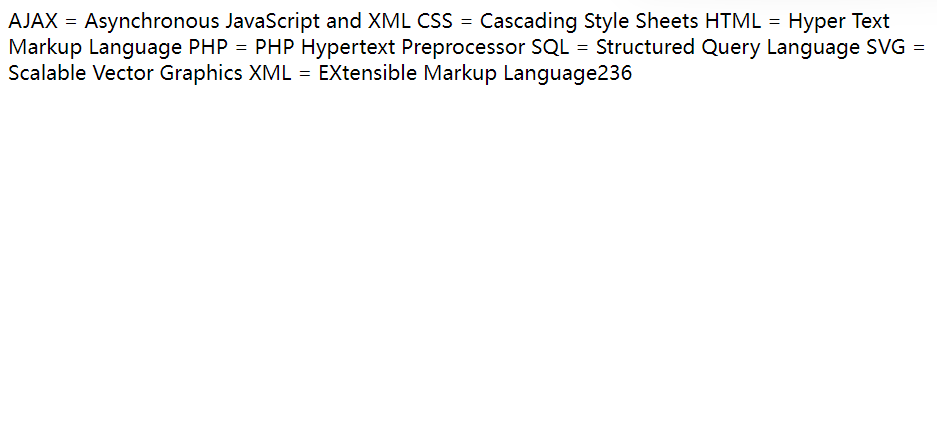 AJAX = Asynchronous JavaScript and XML CSS = Cascading Style Sheets HTML = Hyper Text
Markup Language PHP = PHP Hypertext Preprocessor SQL = Structured Query Language SVG =
Scalable Vector Graphics XML = EXtensible Markup Language236